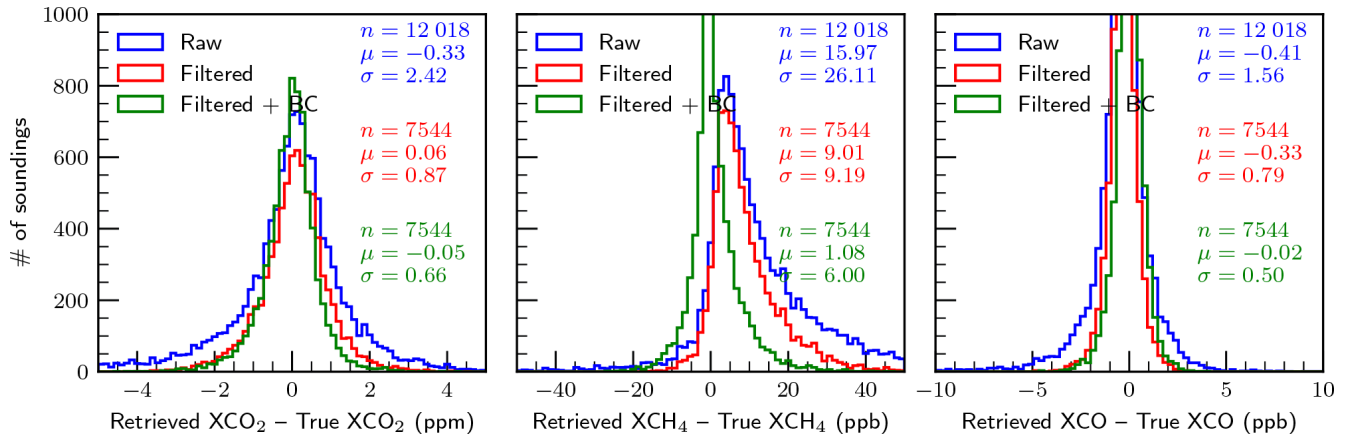 # of soundings
1000
800
600
400
200
0
Raw
Filtered
Filtered + BC
n = 12 018
μ = −0.33
σ = 2.42
n = 7544
μ = 0.06
σ = 0.87
n = 7544
μ = −0.05
σ = 0.66
−4 −2 0 2 4
Retrieved XCO₂ – True XCO₂ (ppm)
Raw
Filtered
Filtered + BC
n = 12 018
μ = 15.97
σ = 26.11
n = 7544
μ = 9.01
σ = 9.19
n = 7544
μ = 1.08
σ = 6.00
−40 −20 0 20 40
Retrieved XCH₄ – True XCH₄ (ppb)
Raw
Filtered
Filtered + BC
n = 12 018
μ = −0.41
σ = 1.56
n = 7544
μ = −0.33
σ = 0.79
n = 7544
μ = −0.02
σ = 0.50
−10 −5 0 5 10
Retrieved XCO – True XCO (ppb)